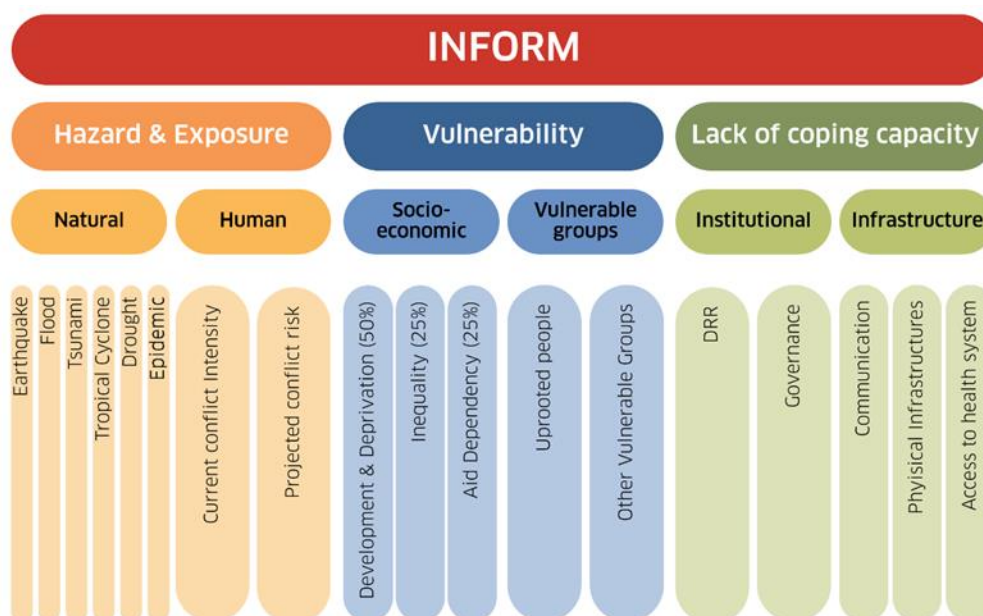 INFORM
Hazard & Exposure
Vulnerability
Lack of coping capacity
Natural
Human
Socio-
economic
Vulnerable
groups
Institutional
Infrastructure
Earthquake
Flood
Tsunami
Tropical Cyclone
Drought
Epidemic
Current conflict Intensity
Projected conflict risk
Development & Deprivation (50%)
Inequality (25%)
Aid Dependency (25%)
Uprooted people
Other Vulnerable Groups
DRR
Governance
Communication
Phyisical Infrastructures
Access to health system